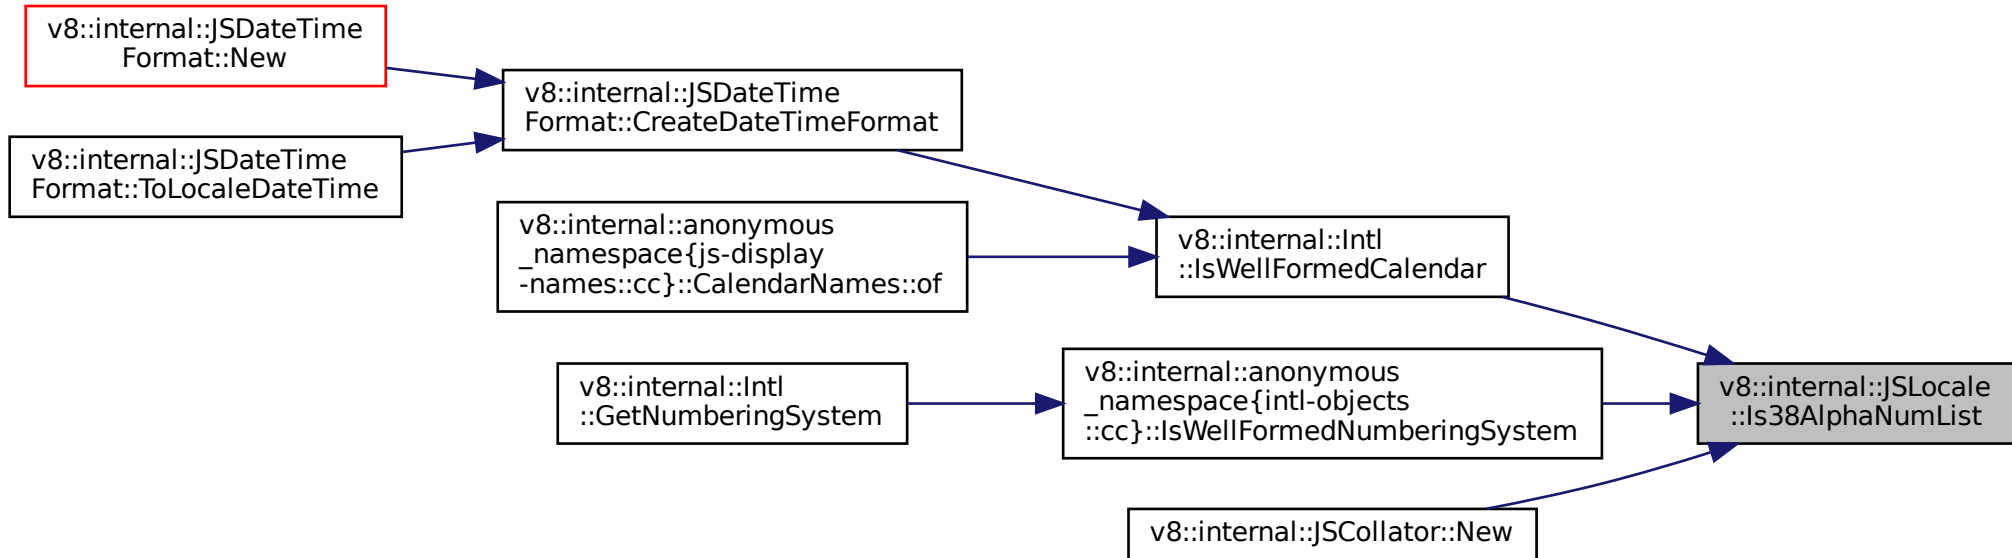 v8::internal::JSDateTime
Format::New
v8::internal::JSDateTime
Format::ToLocaleDateTime
v8::internal::JSDateTime
Format::CreateDateTimeFormat
v8::internal::anonymous
_namespace{js-display
-names::cc}::CalendarNames::of
v8::internal::Intl
::GetNumberingSystem
v8::internal::Intl
::IsWellFormedCalendar
v8::internal::anonymous
_namespace{intl-objects
::cc}::IsWellFormedNumberingSystem
v8::internal::JSCollator::New
v8::internal::JSLocale
::Is38AlphaNumList